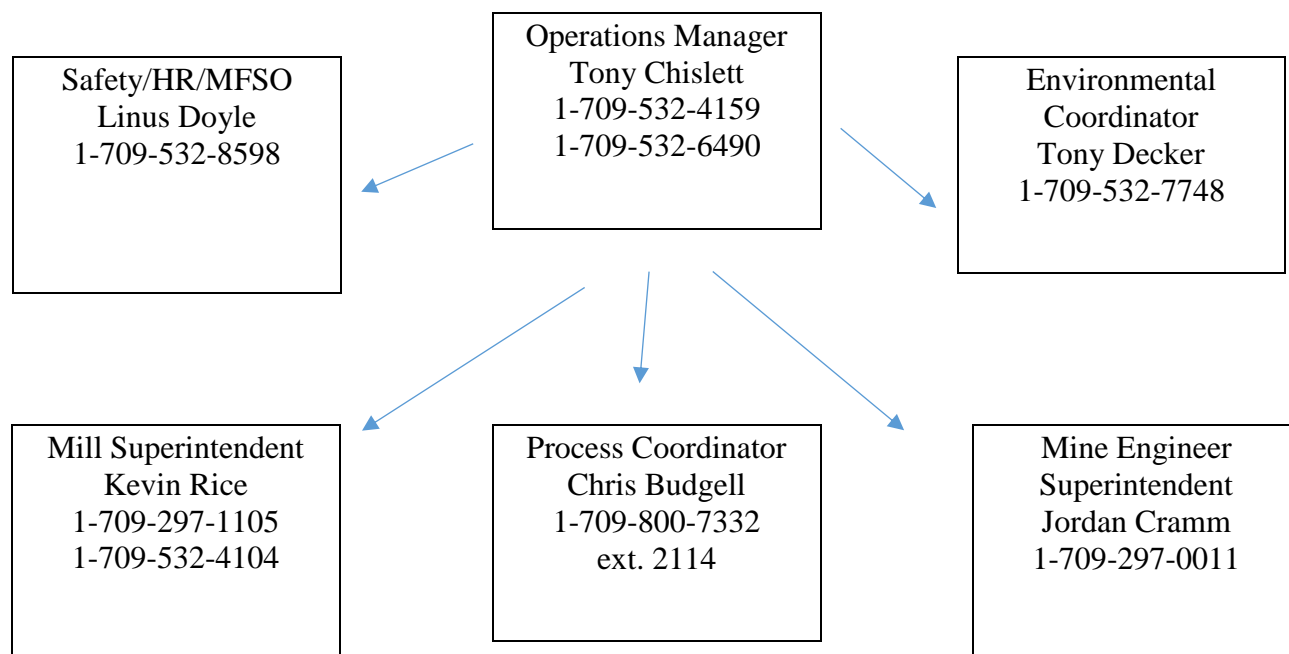 Operations Manager
Tony Chislett
1-709-532-4159
1-709-532-6490
Safety/HR/MFSO
Linus Doyle
1-709-532-8598
Environmental
Coordinator
Tony Decker
1-709-532-7748
Mill Superintendent
Kevin Rice
1-709-297-1105
1-709-532-4104
Process Coordinator
Chris Budgell
1-709-800-7332
ext. 2114
Mine Engineer
Superintendent
Jordan Cramm
1-709-297-0011